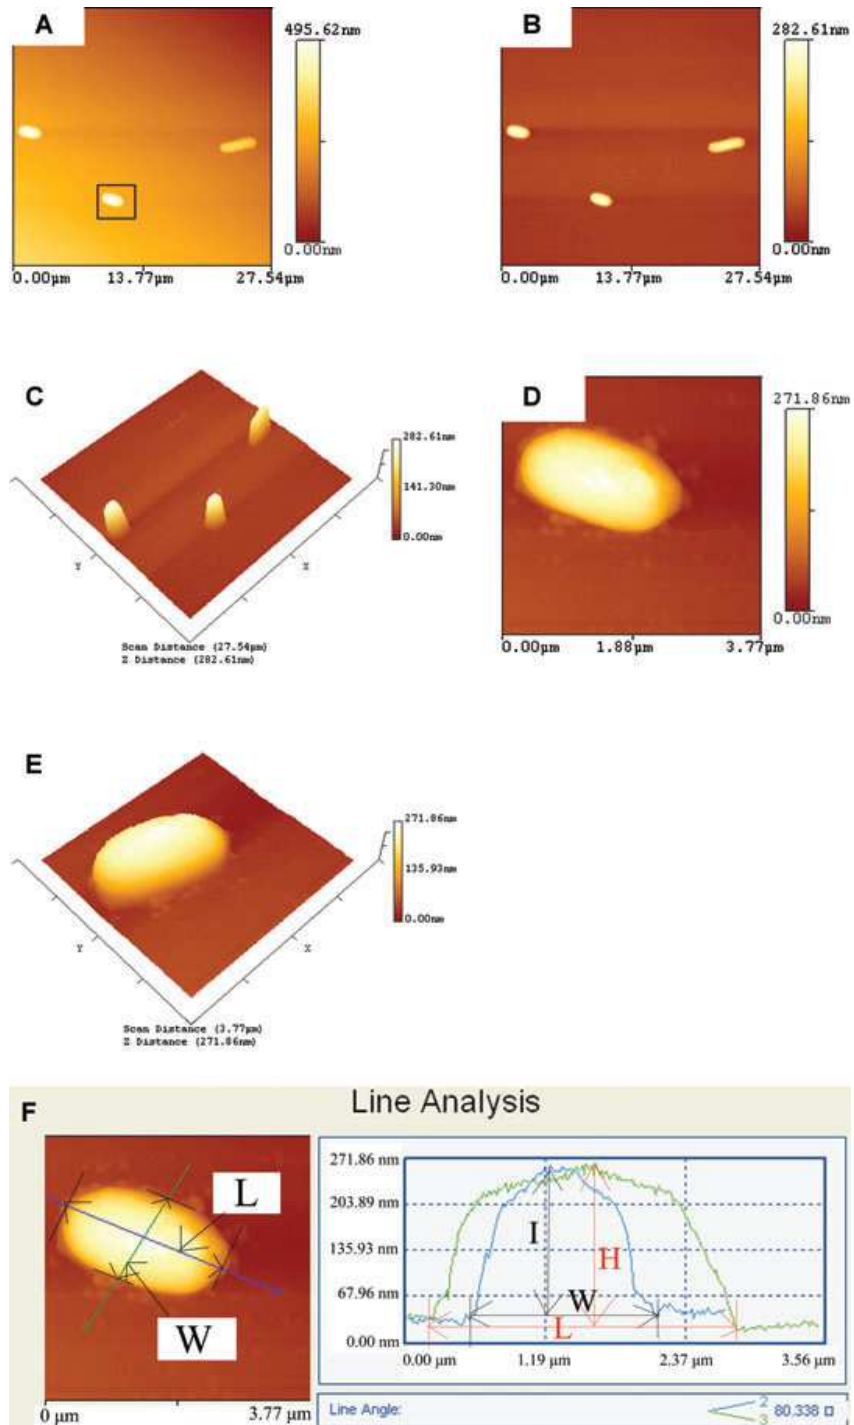 A
495.62nm
0.00nm
0.00µm 13.77µm 27.54µm
B
282.61nm
0.00nm
0.00µm 13.77µm 27.54µm
C
282.61nm
141.30nm
0.00nm
Y
X
Scan Distance (27.54µm)
Z Distance (282.61nm)
D
271.86nm
0.00nm
0.00µm 1.88µm 3.77µm
E
271.86nm
135.93nm
0.00nm
Y
X
Scan Distance (3.77µm)
Z Distance (271.86nm)
F
Line Analysis
L
W
0 µm 3.77 µm
271.86 nm
203.89 nm
135.93 nm
67.96 nm
0.00 nm
I
H
W
L
0.00 µm 1.19 µm 2.37 µm 3.56 µm
Line Angle:
2
80.338